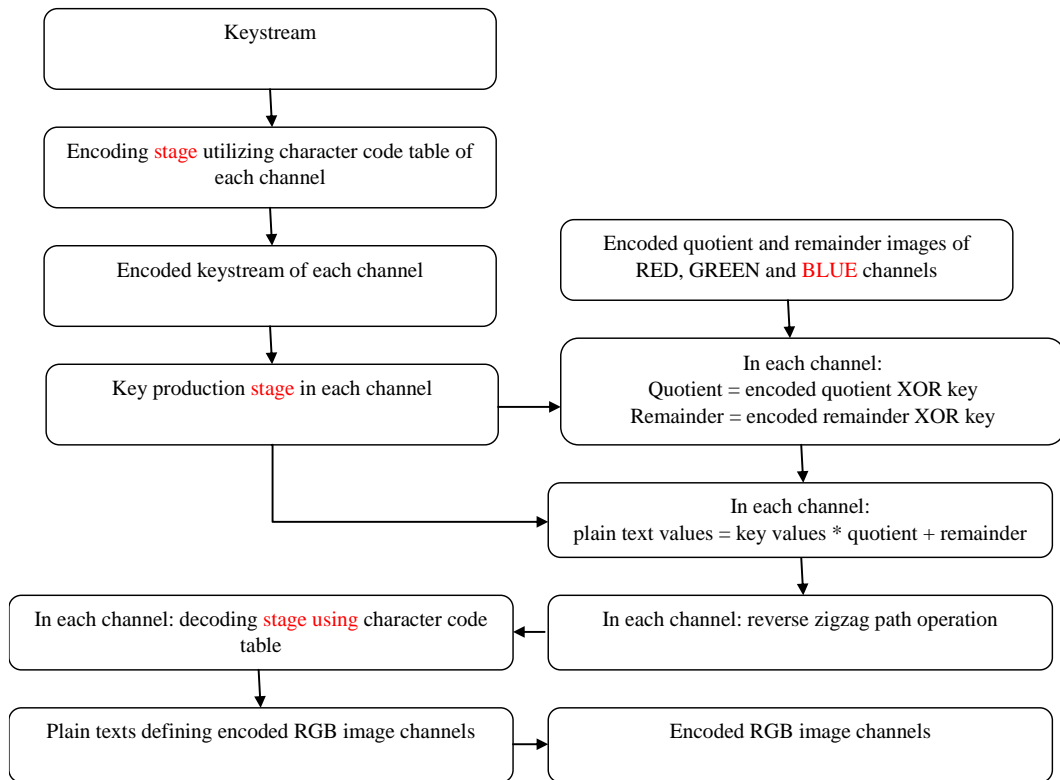 Keystream
Encoding stage utilizing character code table of
each channel
Encoded keystream of each channel
Encoded quotient and remainder images of
RED, GREEN and BLUE channels
Key production stage in each channel
In each channel:
Quotient = encoded quotient XOR key
Remainder = encoded remainder XOR key
In each channel:
plain text values = key values * quotient + remainder
In each channel: reverse zigzag path operation
In each channel: decoding stage using character code
table
Plain texts defining encoded RGB image channels
Encoded RGB image channels